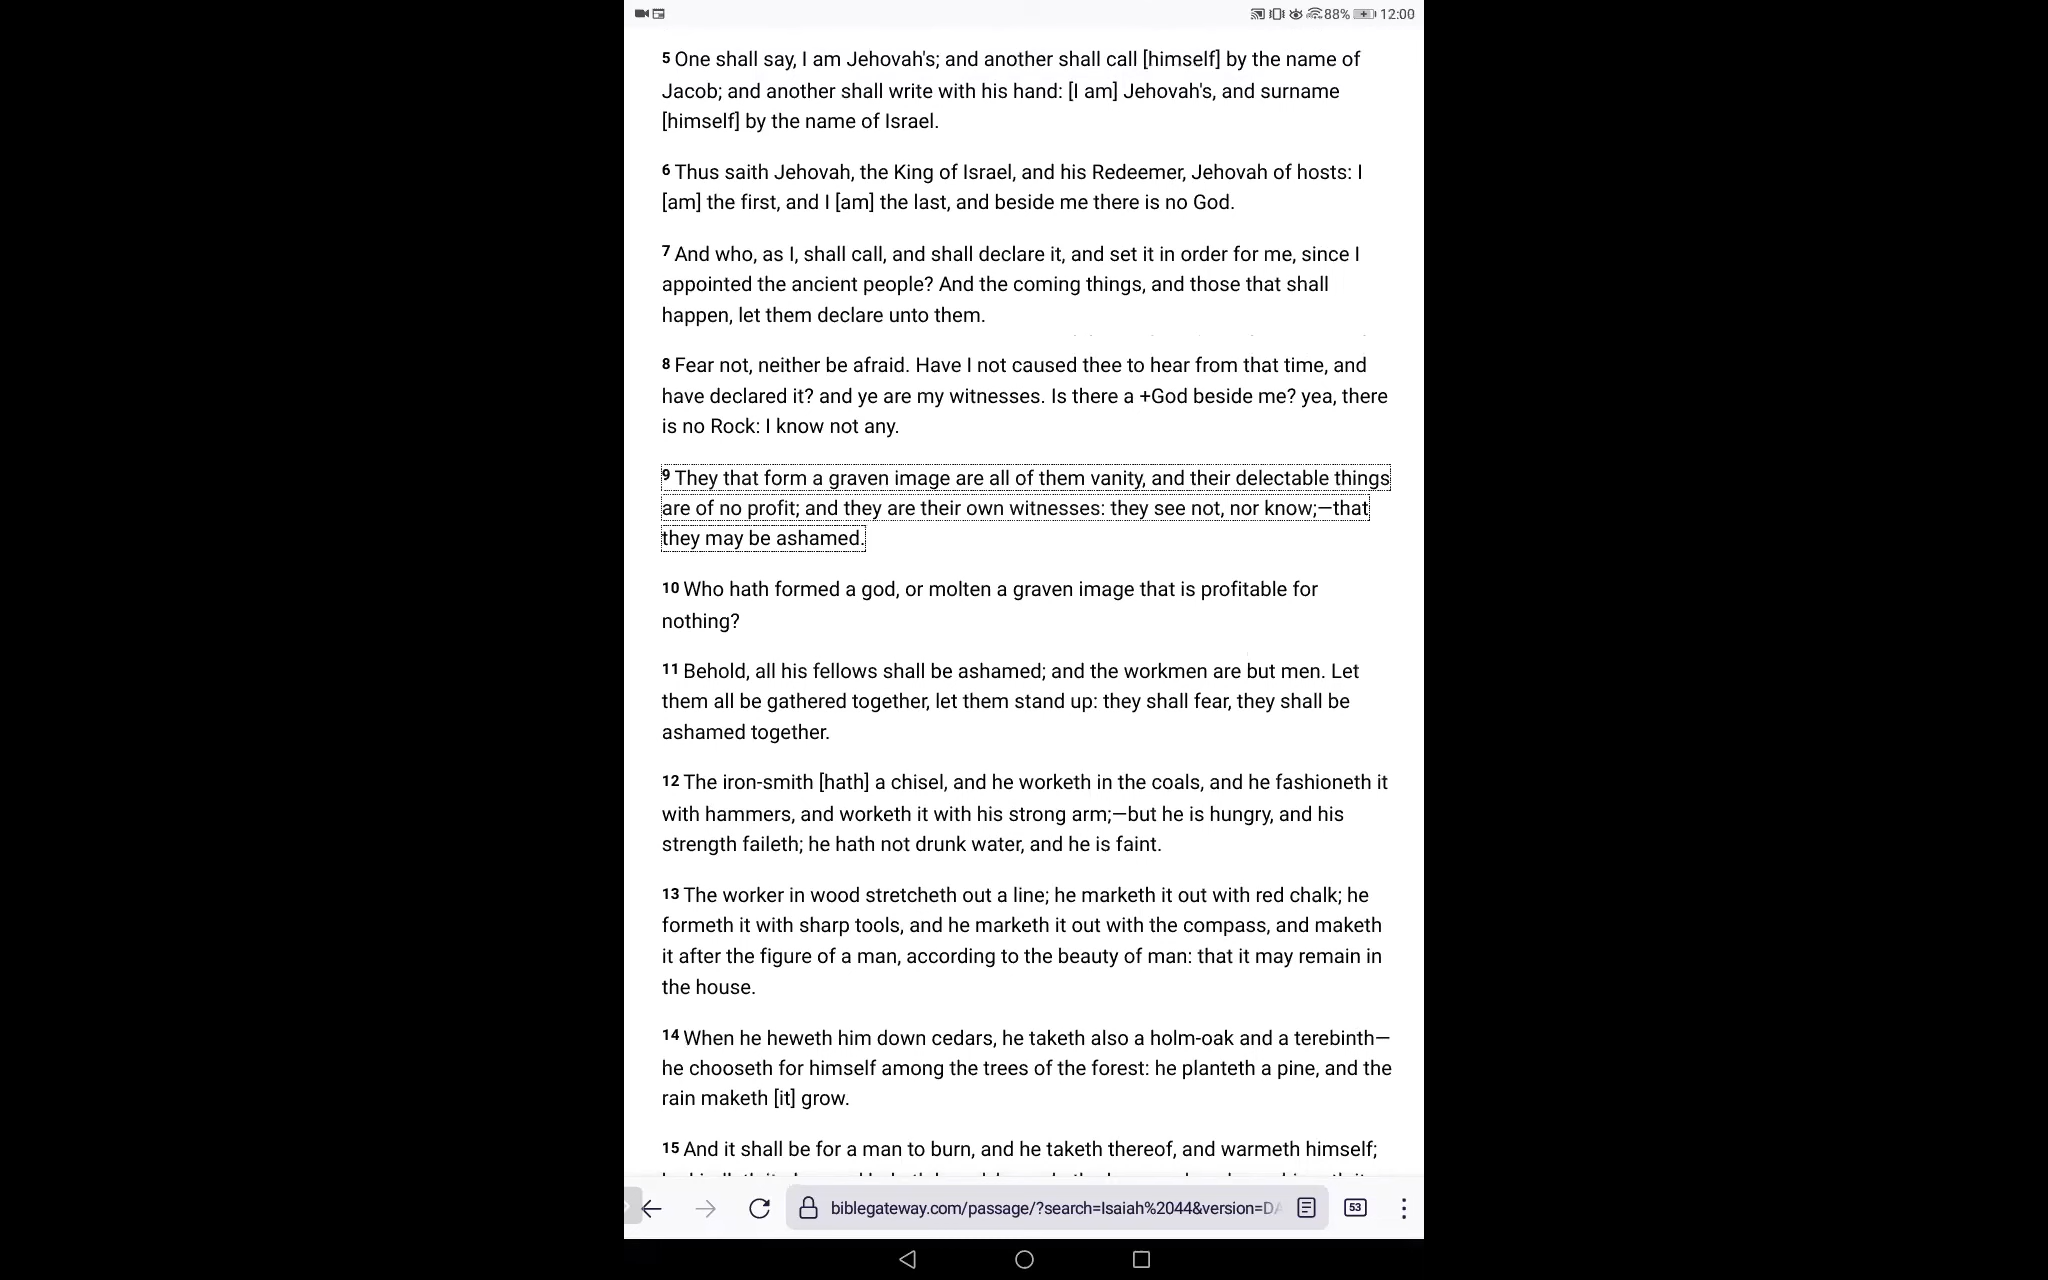 88% 12:00
5 One shall say, I am Jehovah's; and another shall call [himself] by the name of
Jacob; and another shall write with his hand: [I am] Jehovah's, and surname
[himself] by the name of Israel.
6 Thus saith Jehovah, the King of Israel, and his Redeemer, Jehovah of hosts: I
[am] the first, and I [am] the last, and beside me there is no God.
7 And who, as I, shall call, and shall declare it, and set it in order for me, since I
appointed the ancient people? And the coming things, and those that shall
happen, let them declare unto them.
8 Fear not, neither be afraid. Have I not caused thee to hear from that time, and
have declared it? and ye are my witnesses. Is there a +God beside me? yea, there
is no Rock: I know not any.
9 They that form a graven image are all of them vanity, and their delectable things
are of no profit; and they are their own witnesses: they see not, nor know;—that
they may be ashamed.
10 Who hath formed a god, or molten a graven image that is profitable for
nothing?
11 Behold, all his fellows shall be ashamed; and the workmen are but men. Let
them all be gathered together, let them stand up: they shall fear, they shall be
ashamed together.
12 The iron-smith [hath] a chisel, and he worketh in the coals, and he fashioneth it
with hammers, and worketh it with his strong arm;—but he is hungry, and his
strength faileth; he hath not drunk water, and he is faint.
13 The worker in wood stretcheth out a line; he marketh it out with red chalk; he
formeth it with sharp tools, and he marketh it out with the compass, and maketh
it after the figure of a man, according to the beauty of man: that it may remain in
the house.
14 When he heweth him down cedars, he taketh also a holm-oak and a terebinth—
he chooseth for himself among the trees of the forest: he planteth a pine, and the
rain maketh [it] grow.
15 And it shall be for a man to burn, and he taketh thereof, and warmeth himself;
biblegateway.com/passage/?search=Isaiah%2044&version=DA 53